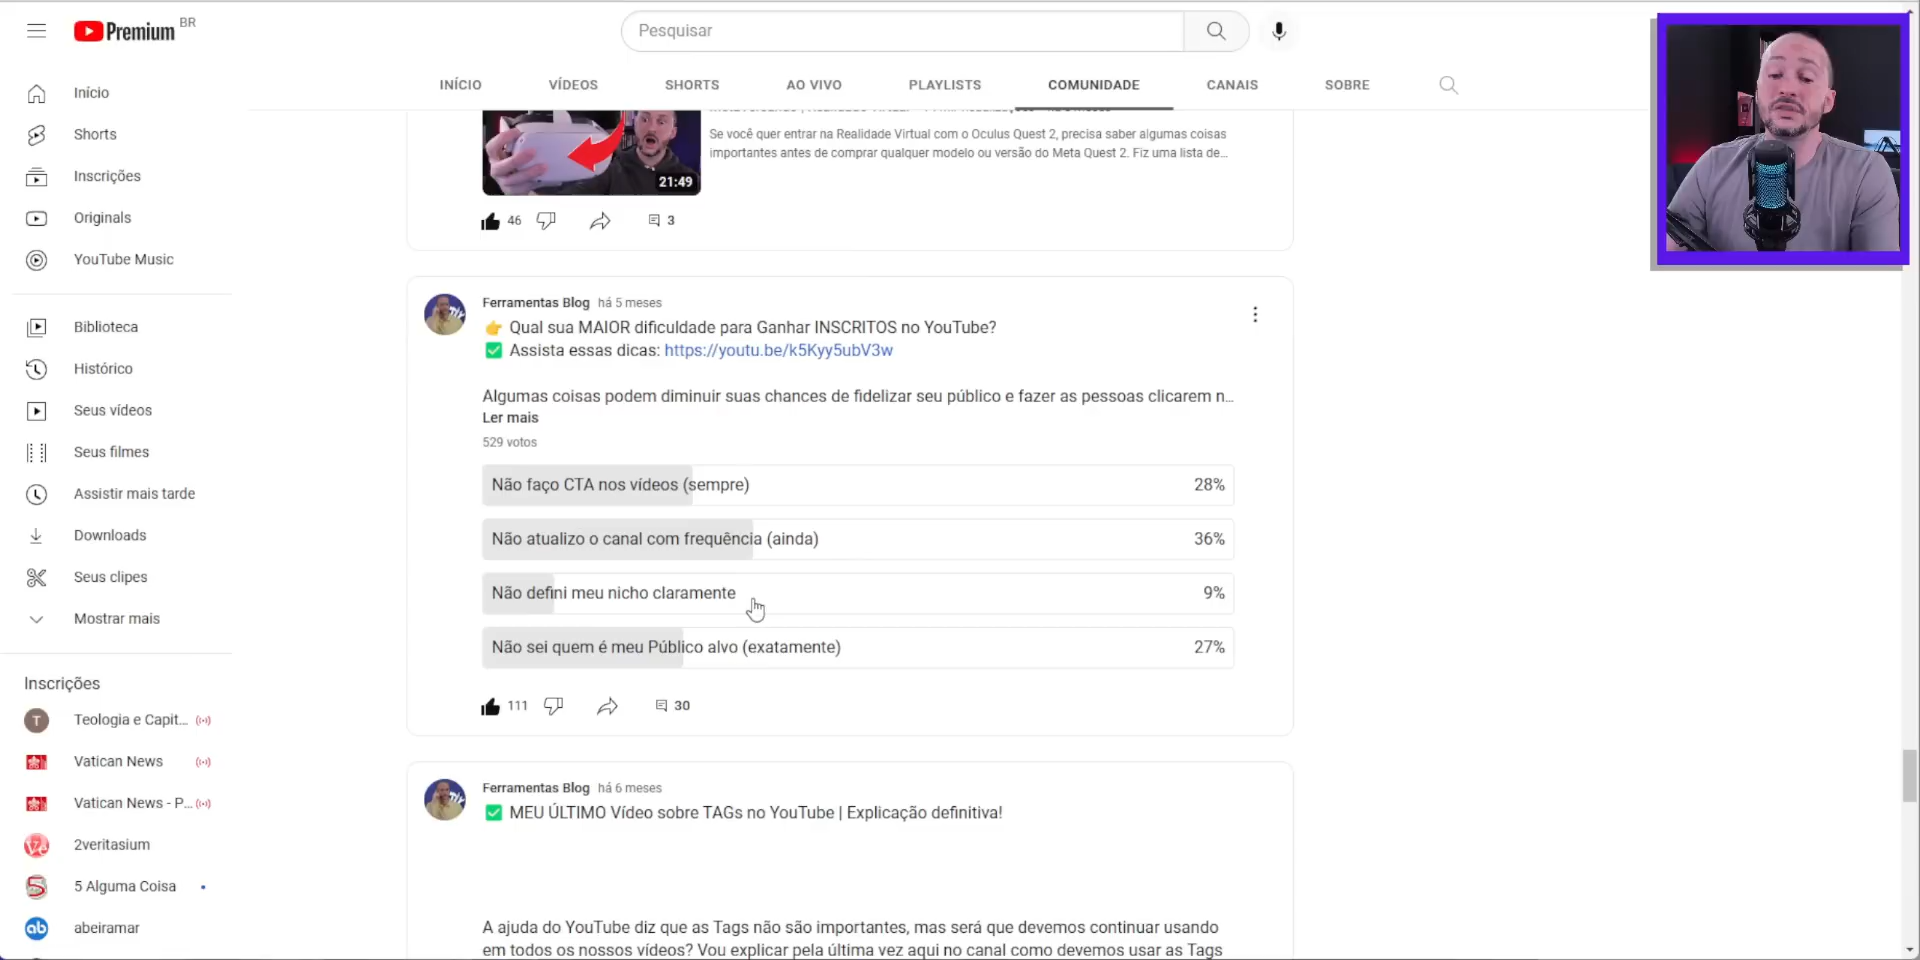 Premium BR
Pesquisar
INÍCIO VÍDEOS SHORTS AO VIVO PLAYLISTS COMUNIDADE CANAIS SOBRE
Início
Shorts
Inscrições
Originals
YouTube Music
Biblioteca
Histórico
Seus vídeos
Seus filmes
Assistir mais tarde
Downloads
Seus clipes
Mostrar mais
Inscrições
Teologia e Capit...
Vatican News
Vatican News - P...
2veritasium
5 Alguma Coisa
abeiramar
Se você quer entrar na Realidade Virtual com o Oculus Quest 2, precisa saber algumas coisas
importantes antes de comprar qualquer modelo ou versão do Meta Quest 2. Fiz uma lista de...
21:49
46 3
Ferramentas Blog há 5 meses
👉 Qual sua MAIOR dificuldade para Ganhar INSCRITOS no YouTube?
✅ Assista essas dicas: https://youtu.be/k5Kyy5ubV3w
Algumas coisas podem diminuir suas chances de fidelizar seu público e fazer as pessoas clicarem n...
Ler mais
529 votos
Não faço CTA nos vídeos (sempre) 28%
Não atualizo o canal com frequência (ainda) 36%
Não defini meu nicho claramente 9%
Não sei quem é meu Público alvo (exatamente) 27%
111 30
Ferramentas Blog há 6 meses
✅ MEU ÚLTIMO Vídeo sobre TAGs no YouTube | Explicação definitiva!
A ajuda do YouTube diz que as Tags não são importantes, mas será que devemos continuar usando
em todos os nossos vídeos? Vou explicar pela última vez aqui no canal como devemos usar as Tags